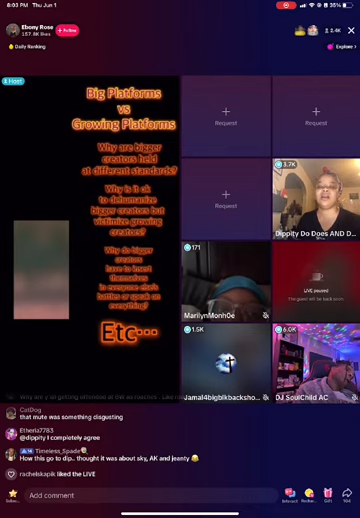 8:03 PM Thu Jun 1
35%
Ebony Rose
157.8K likes
+ Follow
2.4K
Daily Ranking
Explore >
Host
Big Platforms
vs
Growing Platforms
Why are bigger
creators held
at different standards?
Why is it ok
to dehumanize
bigger creators but
victimize growing
creators?
Why do bigger
creators
have to insert
themselves
in everyone else's
battles or speak on
everything?
Etc...
Request
Request
Request
3.7K
Dippity Do Does AND D...
171
MarilynMonh0e
LIVE paused
The guest will be back soon
1.5K
Jamal4bigblkbacksho...
6.0K
DJ SoulChild AC
CatDog
that mute was something disgusting
Etheria7783
@dippity I completely agree
Timeless_Spade
How this go to dip.. thought it was about sky, AK and jeanty 😂
rachelskapik liked the LIVE
Add comment
Interact
Gift
104